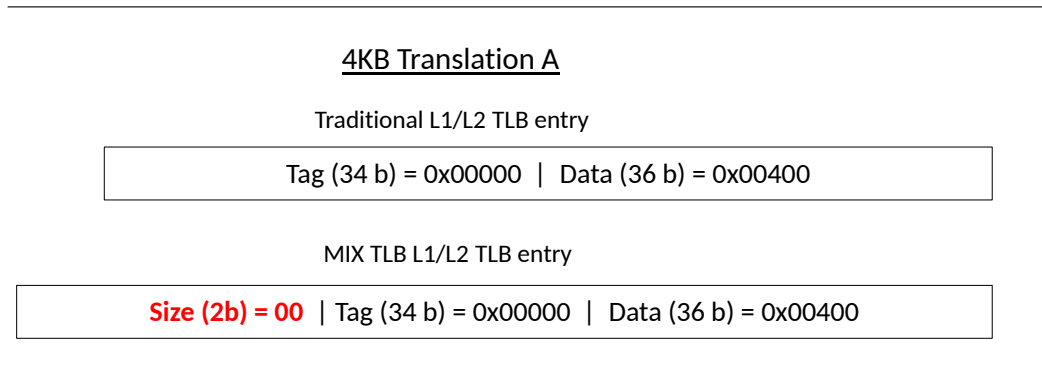 4KB Translation A
Traditional L1/L2 TLB entry
Tag (34 b) = 0x00000 | Data (36 b) = 0x00400
MIX TLB L1/L2 TLB entry
Size (2b) = 00 | Tag (34 b) = 0x00000 | Data (36 b) = 0x00400